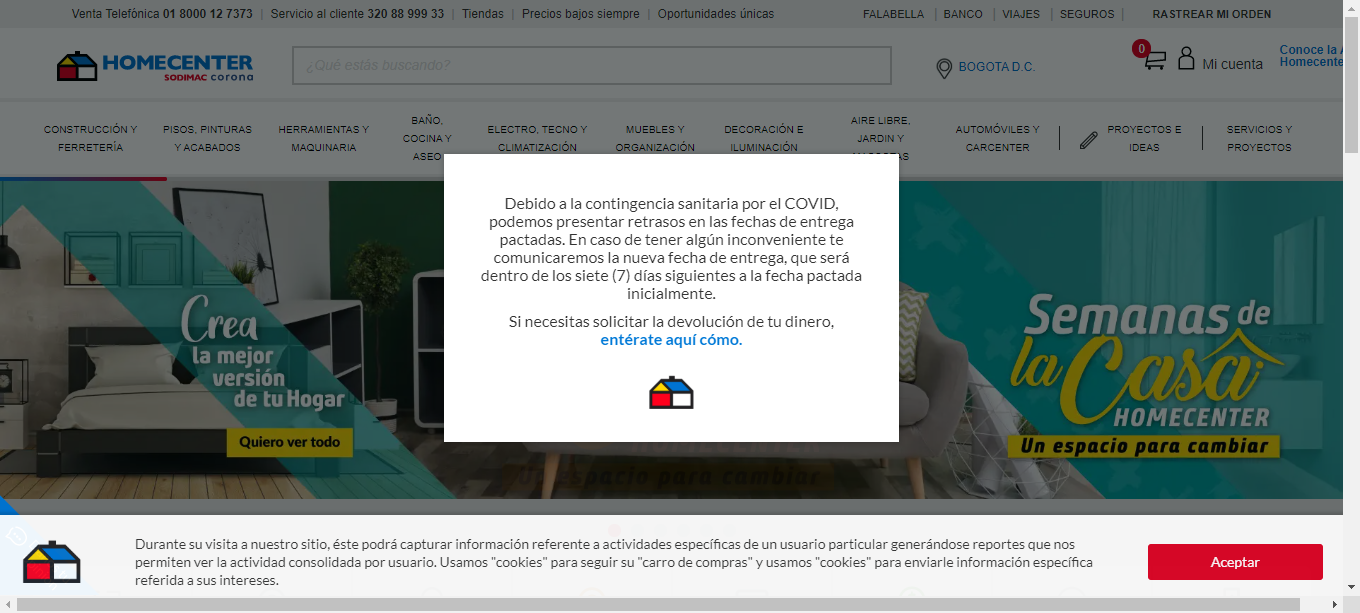 Venta Telefónica 01 8000 12 7373 | Servicio al cliente 320 88 999 33 | Tiendas | Precios bajos siempre | Oportunidades únicas FALABELLA | BANCO | VIAJES | SEGUROS | RASTREAR MI ORDEN
HOMECENTER
SODIMAC corona
¿Qué estás buscando?
BOGOTA D.C.
0
Mi cuenta
Conoce la A
Homecente
CONSTRUCCIÓN Y
FERRETERÍA
PISOS, PINTURAS
Y ACABADOS
HERRAMIENTAS Y
MAQUINARIA
BAÑO,
COCINA Y
ASEO
ELECTRO, TECNO Y
CLIMATIZACIÓN
MUEBLES Y
ORGANIZACIÓN
DECORACIÓN E
ILUMINACIÓN
AIRE LIBRE,
JARDIN Y
MASCOTAS
AUTOMÓVILES Y
CARCENTER
PROYECTOS E
IDEAS
SERVICIOS Y
PROYECTOS
Crea
la mejor
versión
de tu Hogar
Quiero ver todo
Debido a la contingencia sanitaria por el COVID,
podemos presentar retrasos en las fechas de entrega
pactadas. En caso de tener algún inconveniente te
comunicaremos la nueva fecha de entrega, que será
dentro de los siete (7) días siguientes a la fecha pactada
inicialmente.
Si necesitas solicitar la devolución de tu dinero,
entérate aquí cómo.
Semanas de
la Casa
HOMECENTER
Un espacio para cambiar
Un espacio para cambiar
Durante su visita a nuestro sitio, éste podrá capturar información referente a actividades específicas de un usuario particular generándose reportes que nos
permiten ver la actividad consolidada por usuario. Usamos "cookies" para seguir su "carro de compras" y usamos "cookies" para enviarle información específica
referida a sus intereses.
Aceptar